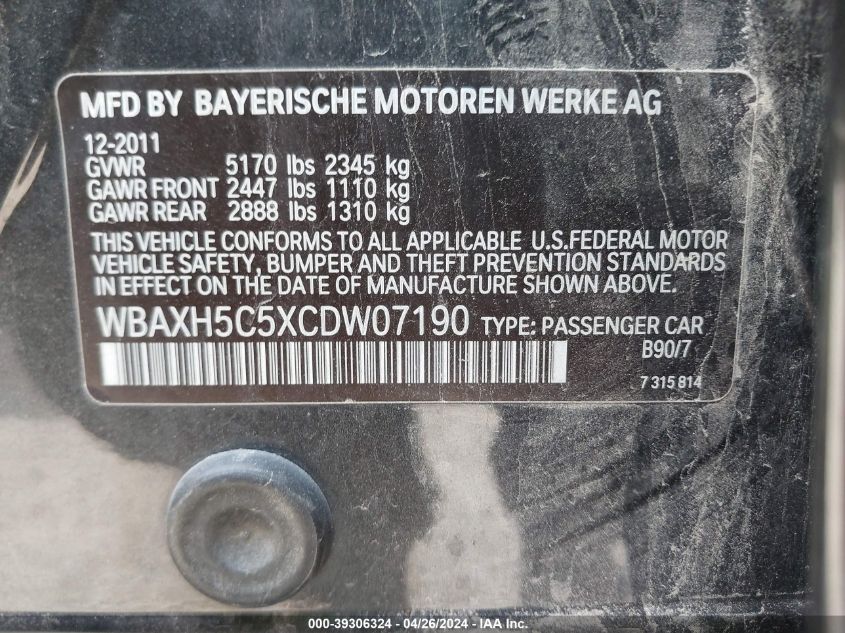 MFD BY BAYERISCHE MOTOREN WERKE AG
12-2011
GVWR 5170 lbs 2345 kg
GAWR FRONT 2447 lbs 1110 kg
GAWR REAR 2888 lbs 1310 kg
THIS VEHICLE CONFORMS TO ALL APPLICABLE U.S.FEDERAL MOTOR
VEHICLE SAFETY, BUMPER AND THEFT PREVENTION STANDARDS
IN EFFECT ON THE DATE OF MANUFACTURE SHOWN ABOVE.
WBAXH5C5XCDW07190 TYPE: PASSENGER CAR
B90/7
7 315 814
000-39306324 - 04/26/2024 - IAA, Inc.